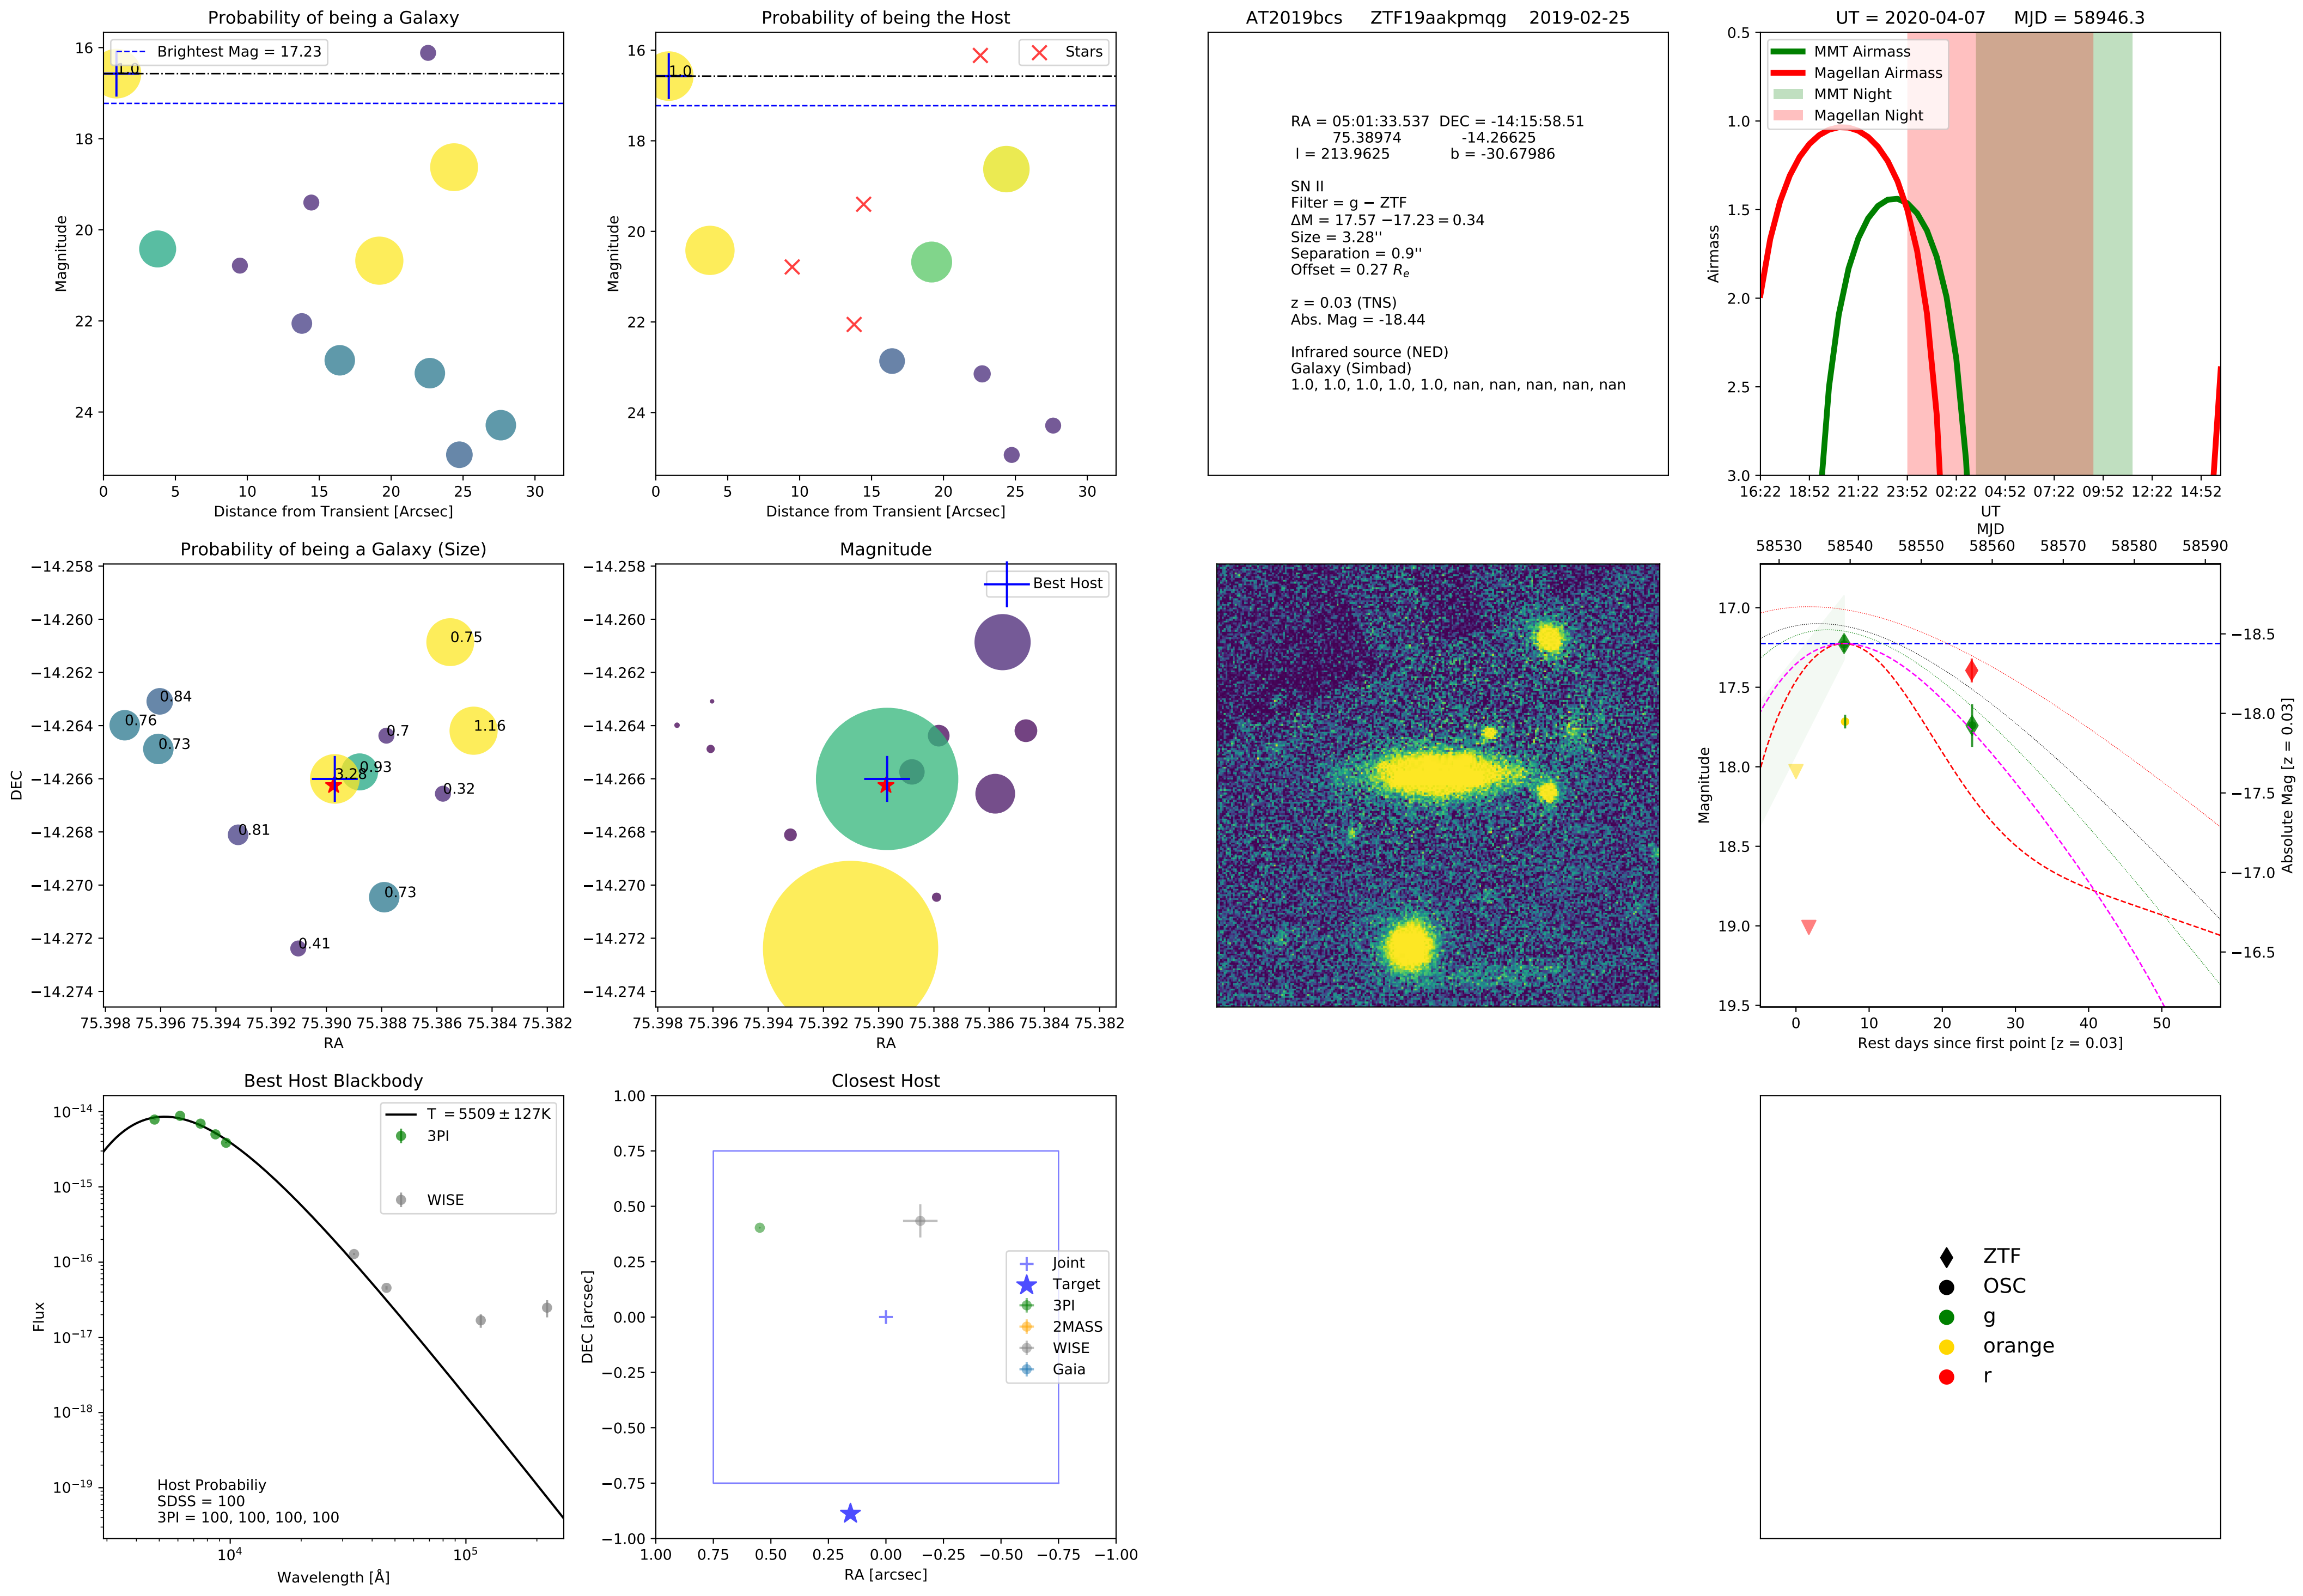 Probability of being a Galaxy
Brightest Mag = 17.23
1.0
16
18
20
22
24
Magnitude
0 5 10 15 20 25 30
Distance from Transient [Arcsec]
Probability of being the Host
Stars
1.0
16
18
20
22
24
Magnitude
0 5 10 15 20 25 30
Distance from Transient [Arcsec]
AT2019bcs ZTF19aakpmqg 2019-02-25
RA = 05:01:33.537 DEC = -14:15:58.51
75.38974 -14.26625
l = 213.9625 b = -30.67986
SN II
Filter = g − ZTF
ΔM = 17.57 −17.23 = 0.34
Size = 3.28''
Separation = 0.9''
Offset = 0.27 Re
z = 0.03 (TNS)
Abs. Mag = -18.44
Infrared source (NED)
Galaxy (Simbad)
1.0, 1.0, 1.0, 1.0, 1.0, nan, nan, nan, nan, nan
UT = 2020-04-07 MJD = 58946.3
MMT Airmass
Magellan Airmass
MMT Night
Magellan Night
0.5
1.0
1.5
2.0
2.5
3.0
Airmass
16:22 18:52 21:22 23:52 02:22 04:52 07:22 09:52 12:22 14:52
UT
Probability of being a Galaxy (Size)
−14.258
−14.260
−14.262
−14.264
−14.266
−14.268
−14.270
−14.272
−14.274
DEC
0.75
0.84
0.76
1.16
0.7
0.73
0.93
3.28
0.32
0.81
0.73
0.41
75.398 75.396 75.394 75.392 75.390 75.388 75.386 75.384 75.382
RA
Magnitude
Best Host
−14.258
−14.260
−14.262
−14.264
−14.266
−14.268
−14.270
−14.272
−14.274
75.398 75.396 75.394 75.392 75.390 75.388 75.386 75.384 75.382
RA
MJD
58530 58540 58550 58560 58570 58580 58590
17.0
17.5
18.0
18.5
19.0
19.5
Magnitude
−18.5
−18.0
−17.5
−17.0
−16.5
Absolute Mag [z = 0.03]
0 10 20 30 40 50
Rest days since first point [z = 0.03]
Best Host Blackbody
T = 5509 ± 127K
3PI
WISE
10−14
10−15
10−16
10−17
10−18
10−19
Flux
Host Probabiliy
SDSS = 100
3PI = 100, 100, 100, 100
104 105
Wavelength [Å]
Closest Host
1.00
0.75
0.50
0.25
0.00
−0.25
−0.50
−0.75
−1.00
DEC [arcsec]
Joint
Target
3PI
2MASS
WISE
Gaia
1.00 0.75 0.50 0.25 0.00 −0.25 −0.50 −0.75 −1.00
RA [arcsec]
ZTF
OSC
g
orange
r